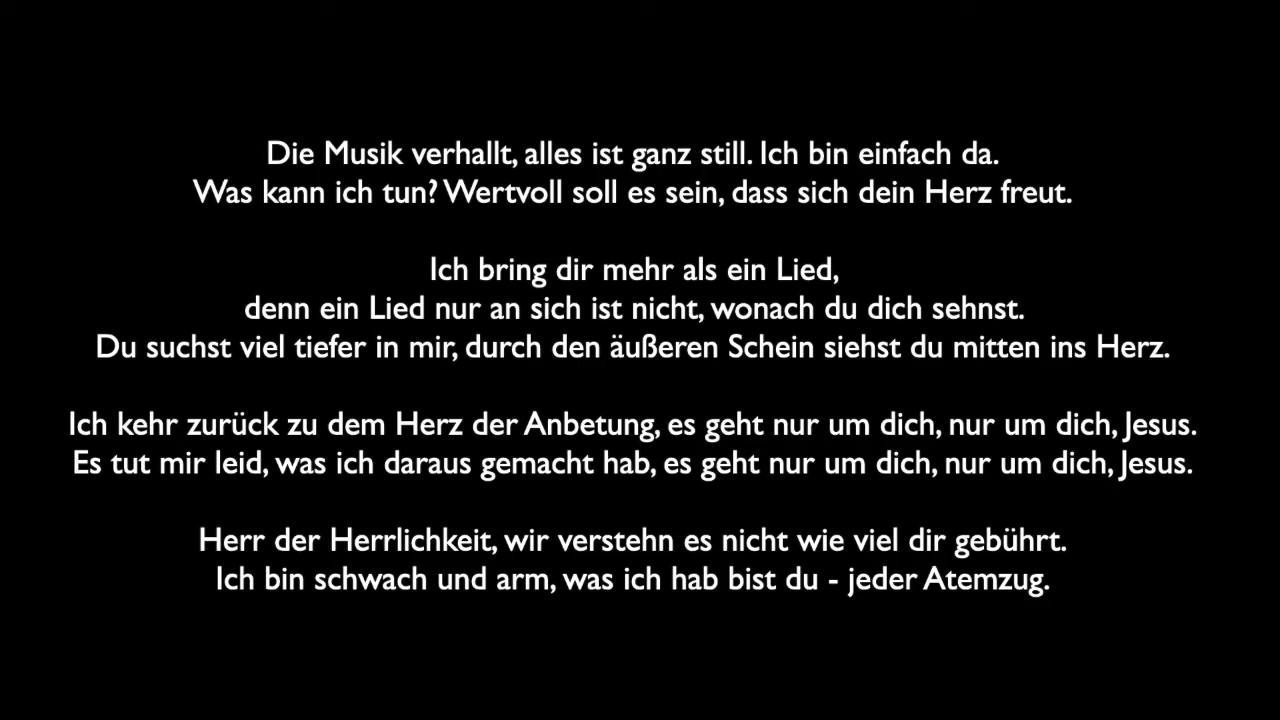 Die Musik verhallt, alles ist ganz still. Ich bin einfach da.
Was kann ich tun? Wertvoll soll es sein, dass sich dein Herz freut.
Ich bring dir mehr als ein Lied,
denn ein Lied nur an sich ist nicht, wonach du dich sehnst.
Du suchst viel tiefer in mir, durch den äußeren Schein siehst du mitten ins Herz.
Ich kehr zurück zu dem Herz der Anbetung, es geht nur um dich, nur um dich, Jesus.
Es tut mir leid, was ich daraus gemacht hab, es geht nur um dich, nur um dich, Jesus.
Herr der Herrlichkeit, wir verstehn es nicht wie viel dir gebührt.
Ich bin schwach und arm, was ich hab bist du - jeder Atemzug.